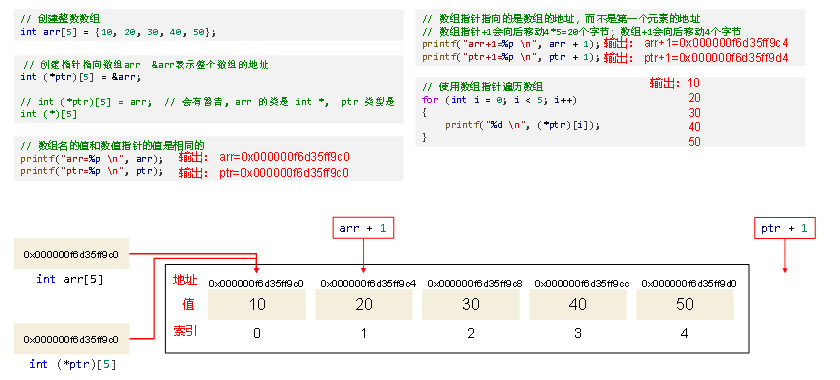 // 创建整数数组
int arr[5] = {10, 20, 30, 40, 50};
// 创建指针指向数组arr  &arr表示整个数组的地址
int (*ptr)[5] = &arr;
// int (*ptr)[5] = arr;  // 会有警告, arr 的类是 int *, ptr 类型是
int (*)[5]
// 数组名的值和数值指针的值是相同的
printf("arr=%p \n", arr); 输出: arr=0x000000f6d35ff9c0
printf("ptr=%p \n", ptr); 输出: ptr=0x000000f6d35ff9c0
// 数组指针指向的是数组的地址，而不是第一个元素的地址
// 数组指针+1会向后移动4*5=20个字节；数组+1会向后移动4个字节
printf("arr+1=%p \n", arr + 1); 输出: arr+1=0x000000f6d35ff9c4
printf("ptr+1=%p \n", ptr + 1); 输出: ptr+1=0x000000f6d35ff9d4
// 使用数组指针遍历数组
for (int i = 0; i < 5; i++)
{
printf("%d \n", (*ptr)[i]);
}
输出: 10
20
30
40
50
arr + 1
ptr + 1
0x000000f6d35ff9c0
int arr[5]
0x000000f6d35ff9c0
int (*ptr)[5]
地址 0x000000f6d35ff9c0 0x000000f6d35ff9c4 0x000000f6d35ff9c8 0x000000f6d35ff9cc 0x000000f6d35ff9d0
值 10 20 30 40 50
索引 0 1 2 3 4